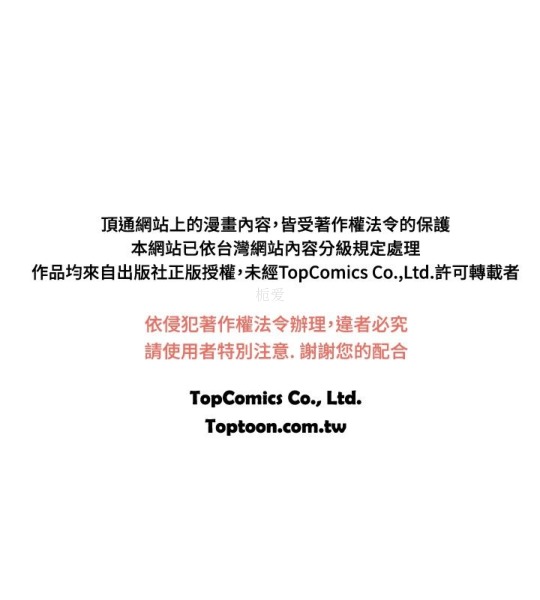 頂通網站上的漫畫內容，皆受著作權法令的保護
本網站已依台灣網站內容分級規定處理
作品均來自出版社正版授權，未經TopComics Co.,Ltd.許可轉載者
栀爱
依侵犯著作權法令辦理，違者必究
請使用者特別注意. 謝謝您的配合
TopComics Co., Ltd.
Toptoon.com.tw